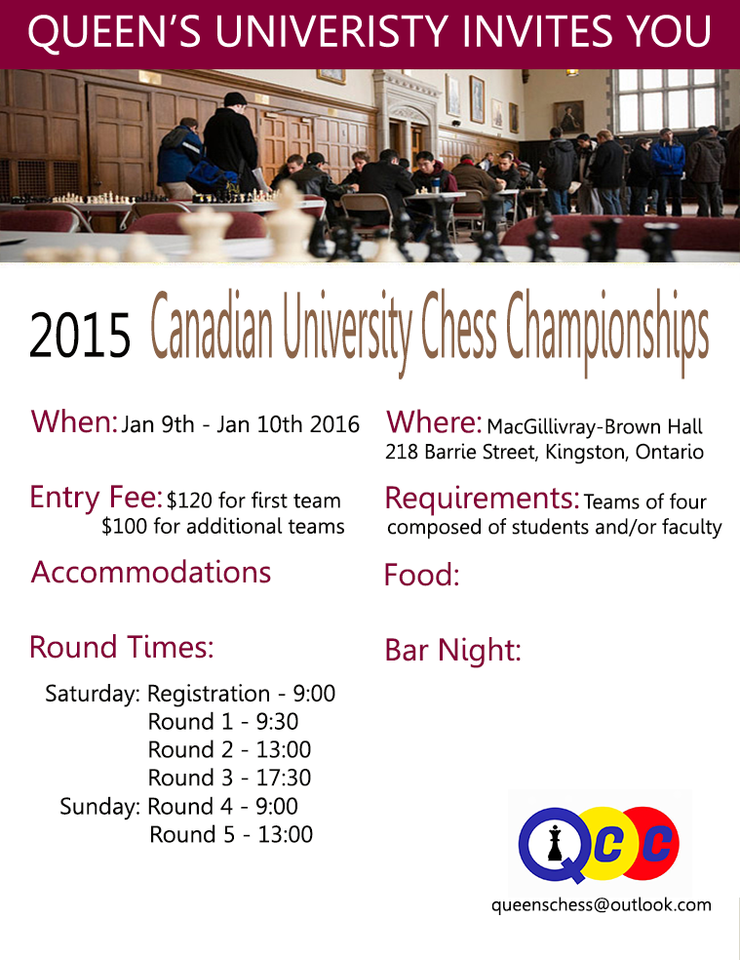 QUEEN'S UNIVERISTY INVITES YOU
2015 Canadian University Chess Championships
When: Jan 9th - Jan 10th 2016
Where: MacGillivray-Brown Hall
218 Barrie Street, Kingston, Ontario
Entry Fee: $120 for first team
$100 for additional teams
Requirements: Teams of four
composed of students and/or faculty
Accommodations
Food:
Round Times:
Bar Night:
Saturday: Registration - 9:00
Round 1 - 9:30
Round 2 - 13:00
Round 3 - 17:30
Sunday: Round 4 - 9:00
Round 5 - 13:00
QCC
queenschess@outlook.com